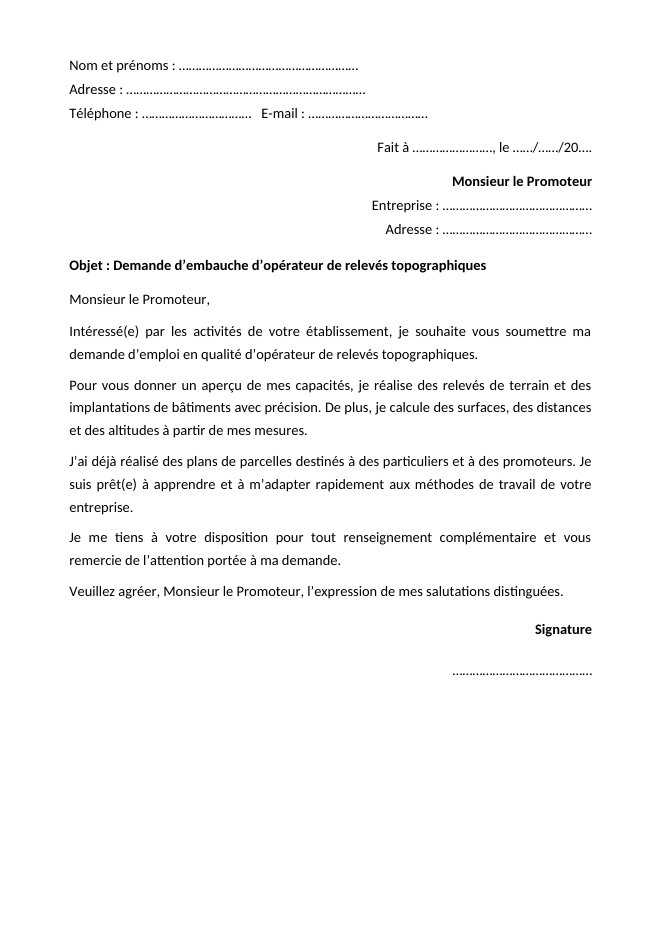 Nom et prénoms : ………………………………………………
Adresse : ………………………………………………………………
Téléphone : …………………………… E-mail : ………………………………
Fait à ……………………, le ……/……/20….
Monsieur le Promoteur
Entreprise : ………………………………………
Adresse : ………………………………………
Objet : Demande d’embauche d’opérateur de relevés topographiques
Monsieur le Promoteur,
Intéressé(e) par les activités de votre établissement, je souhaite vous soumettre ma
demande d’emploi en qualité d’opérateur de relevés topographiques.
Pour vous donner un aperçu de mes capacités, je réalise des relevés de terrain et des
implantations de bâtiments avec précision. De plus, je calcule des surfaces, des distances
et des altitudes à partir de mes mesures.
J’ai déjà réalisé des plans de parcelles destinés à des particuliers et à des promoteurs. Je
suis prêt(e) à apprendre et à m’adapter rapidement aux méthodes de travail de votre
entreprise.
Je me tiens à votre disposition pour tout renseignement complémentaire et vous
remercie de l’attention portée à ma demande.
Veuillez agréer, Monsieur le Promoteur, l’expression de mes salutations distinguées.
Signature
……………………………………